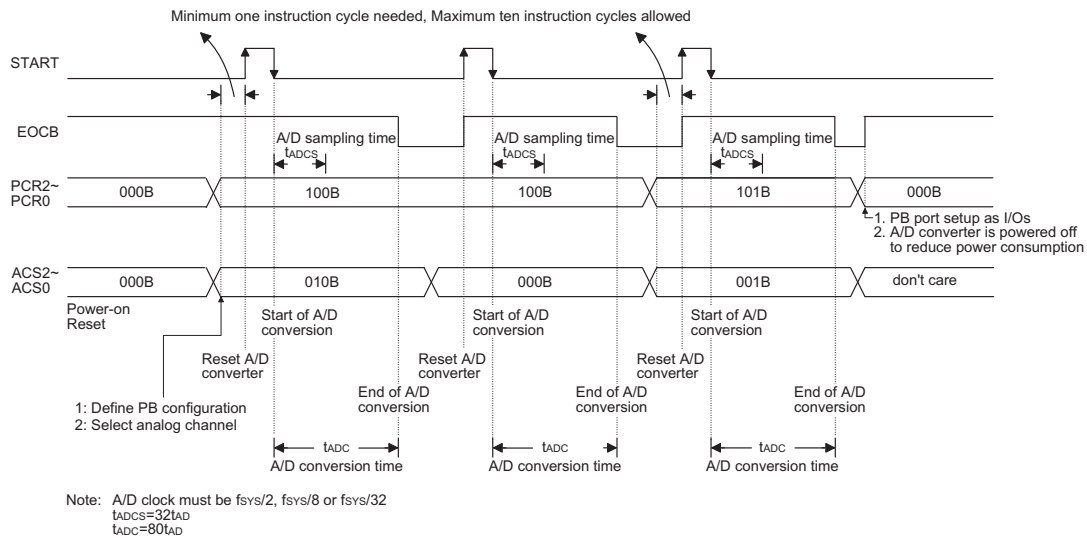 Minimum one instruction cycle needed, Maximum ten instruction cycles allowed
START
EOCB
A/D sampling time
tADCS
A/D sampling time
tADCS
A/D sampling time
tADCS
PCR2~
PCR0
000B
100B
100B
101B
000B
1. PB port setup as I/Os
2. A/D converter is powered off
to reduce power consumption
ACS2~
ACS0
000B
010B
000B
001B
don't care
Power-on
Reset
Start of A/D
conversion
Start of A/D
conversion
Start of A/D
conversion
Reset A/D
converter
Reset A/D
converter
Reset A/D
converter
1: Define PB configuration
2: Select analog channel
End of A/D
conversion
End of A/D
conversion
End of A/D
conversion
tADC
A/D conversion time
tADC
A/D conversion time
tADC
A/D conversion time
Note: A/D clock must be fSYS/2, fSYS/8 or fSYS/32
tADCS=32tAD
tADC=80tAD